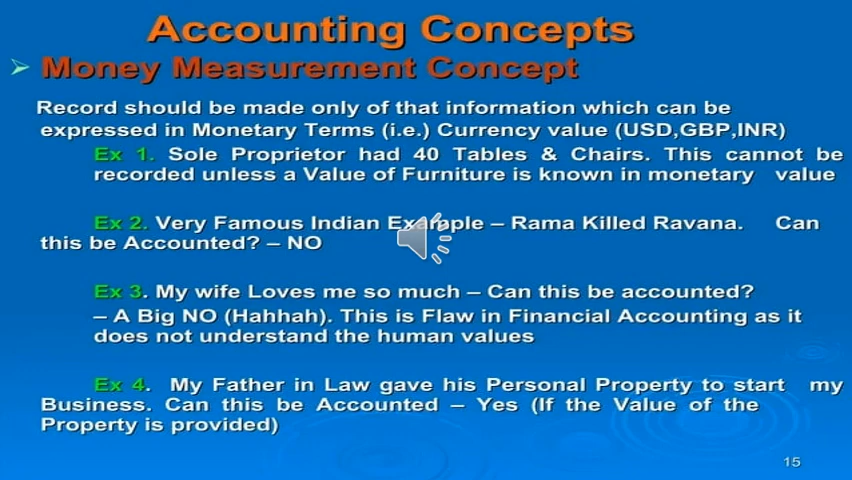 Accounting Concepts
Money Measurement Concept
Record should be made only of that information which can be
expressed in Monetary Terms (i.e.) Currency value (USD,GBP,INR)
Ex 1. Sole Proprietor had 40 Tables & Chairs. This cannot be
recorded unless a Value of Furniture is known in monetary value
Ex 2. Very Famous Indian Example – Rama Killed Ravana. Can
this be Accounted? – NO
Ex 3. My wife Loves me so much – Can this be accounted?
– A Big NO (Hahhah). This is Flaw in Financial Accounting as it
does not understand the human values
Ex 4. My Father in Law gave his Personal Property to start my
Business. Can this be Accounted – Yes (If the Value of the
Property is provided)
15